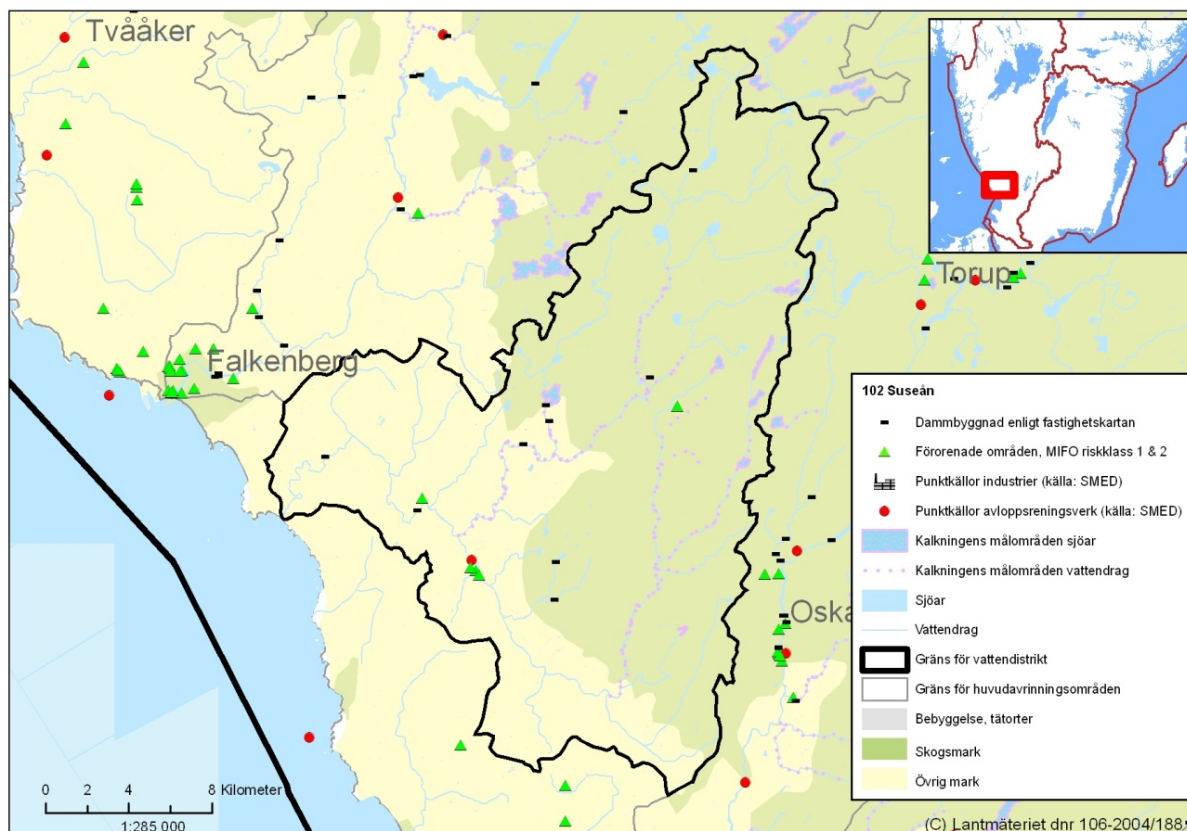 Tvååker
Torup
Falkenberg
Oska
102 Suseån
Dammbyggnad enligt fastighetskartan
Förorenade områden, MIFO riskklass 1 & 2
Punktkällor industrier (källa: SMED)
Punktkällor avloppsreningsverk (källa: SMED)
Kalkningens målområden sjöar
Kalkningens målområden vattendrag
Sjöar
Vattendrag
Gräns för vattendistrikt
Gräns för huvudavrinningsområden
Bebyggelse, tätorter
Skogsmark
Övrig mark
0 2 4 8 Kilometer
1:285 000
(C) Lantmäteriet dnr 106-2004/188